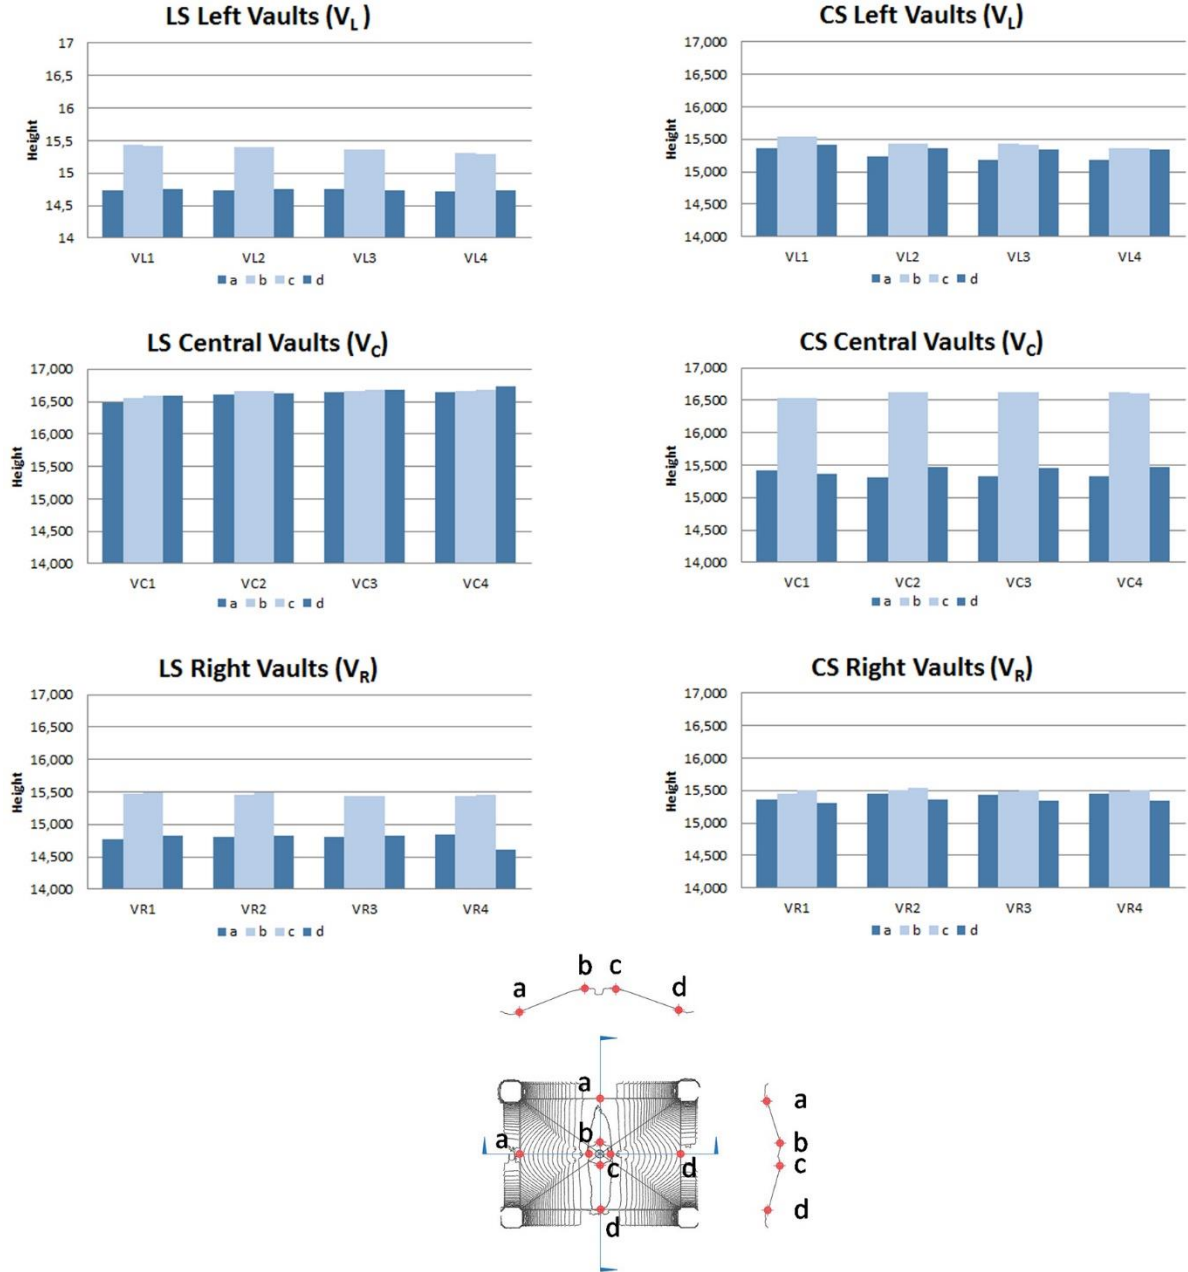 LS Left Vaults (VL )
17
16,5
16
15,5
15
14,5
14
Height
VL1 VL2 VL3 VL4
a b c d
CS Left Vaults (VL)
17,000
16,500
16,000
15,500
15,000
14,500
14,000
Height
VL1 VL2 VL3 VL4
a b c d
LS Central Vaults (VC)
17,000
16,500
16,000
15,500
15,000
14,500
14,000
Height
VC1 VC2 VC3 VC4
a b c d
CS Central Vaults (VC)
17,000
16,500
16,000
15,500
15,000
14,500
14,000
Height
VC1 VC2 VC3 VC4
a b c d
LS Right Vaults (VR)
17,000
16,500
16,000
15,500
15,000
14,500
14,000
Height
VR1 VR2 VR3 VR4
a b c d
CS Right Vaults (VR)
17,000
16,500
16,000
15,500
15,000
14,500
14,000
Height
VR1 VR2 VR3 VR4
a b c d
b c
a d
a
b
a d
c
d
a
b
c
d